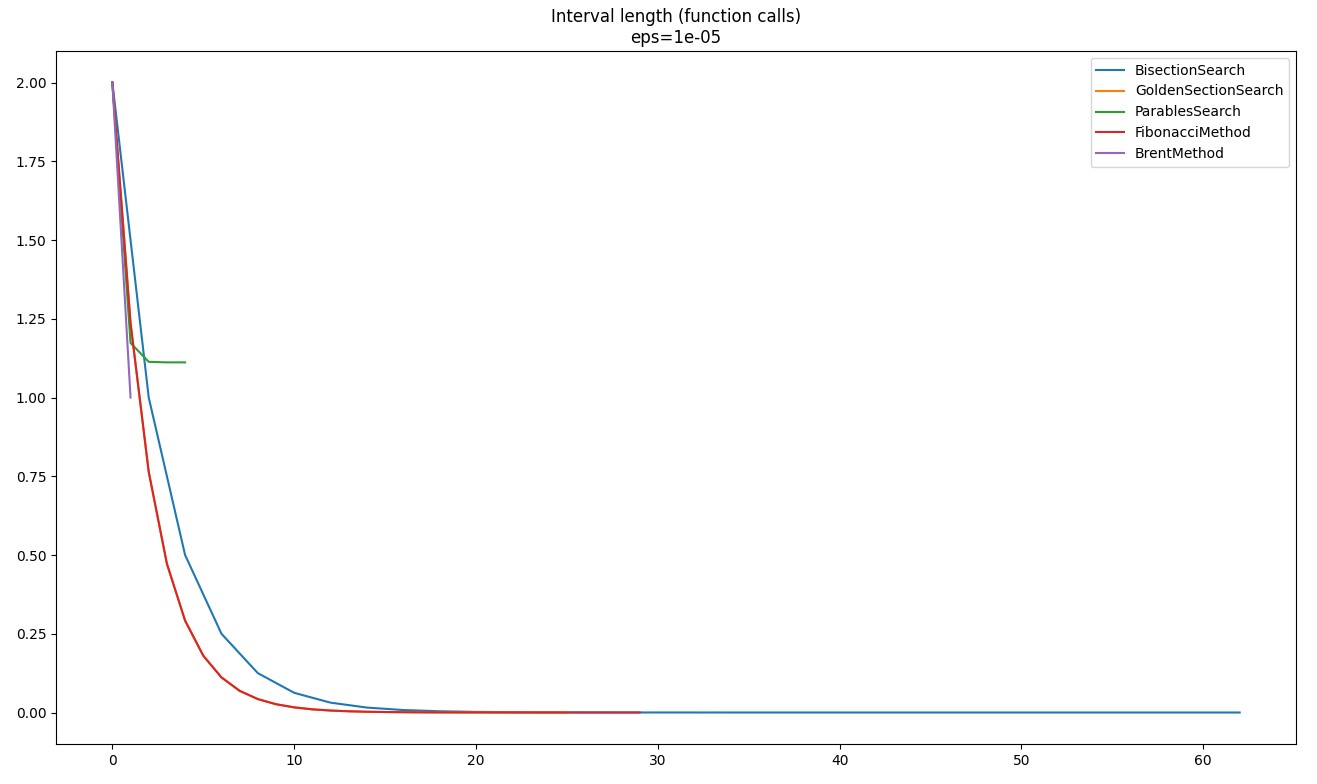 Interval length (function calls)
eps=1e-05
BisectionSearch
GoldenSectionSearch
ParablesSearch
FibonacciMethod
BrentMethod
2.00
1.75
1.50
1.25
1.00
0.75
0.50
0.25
0.00
0 10 20 30 40 50 60